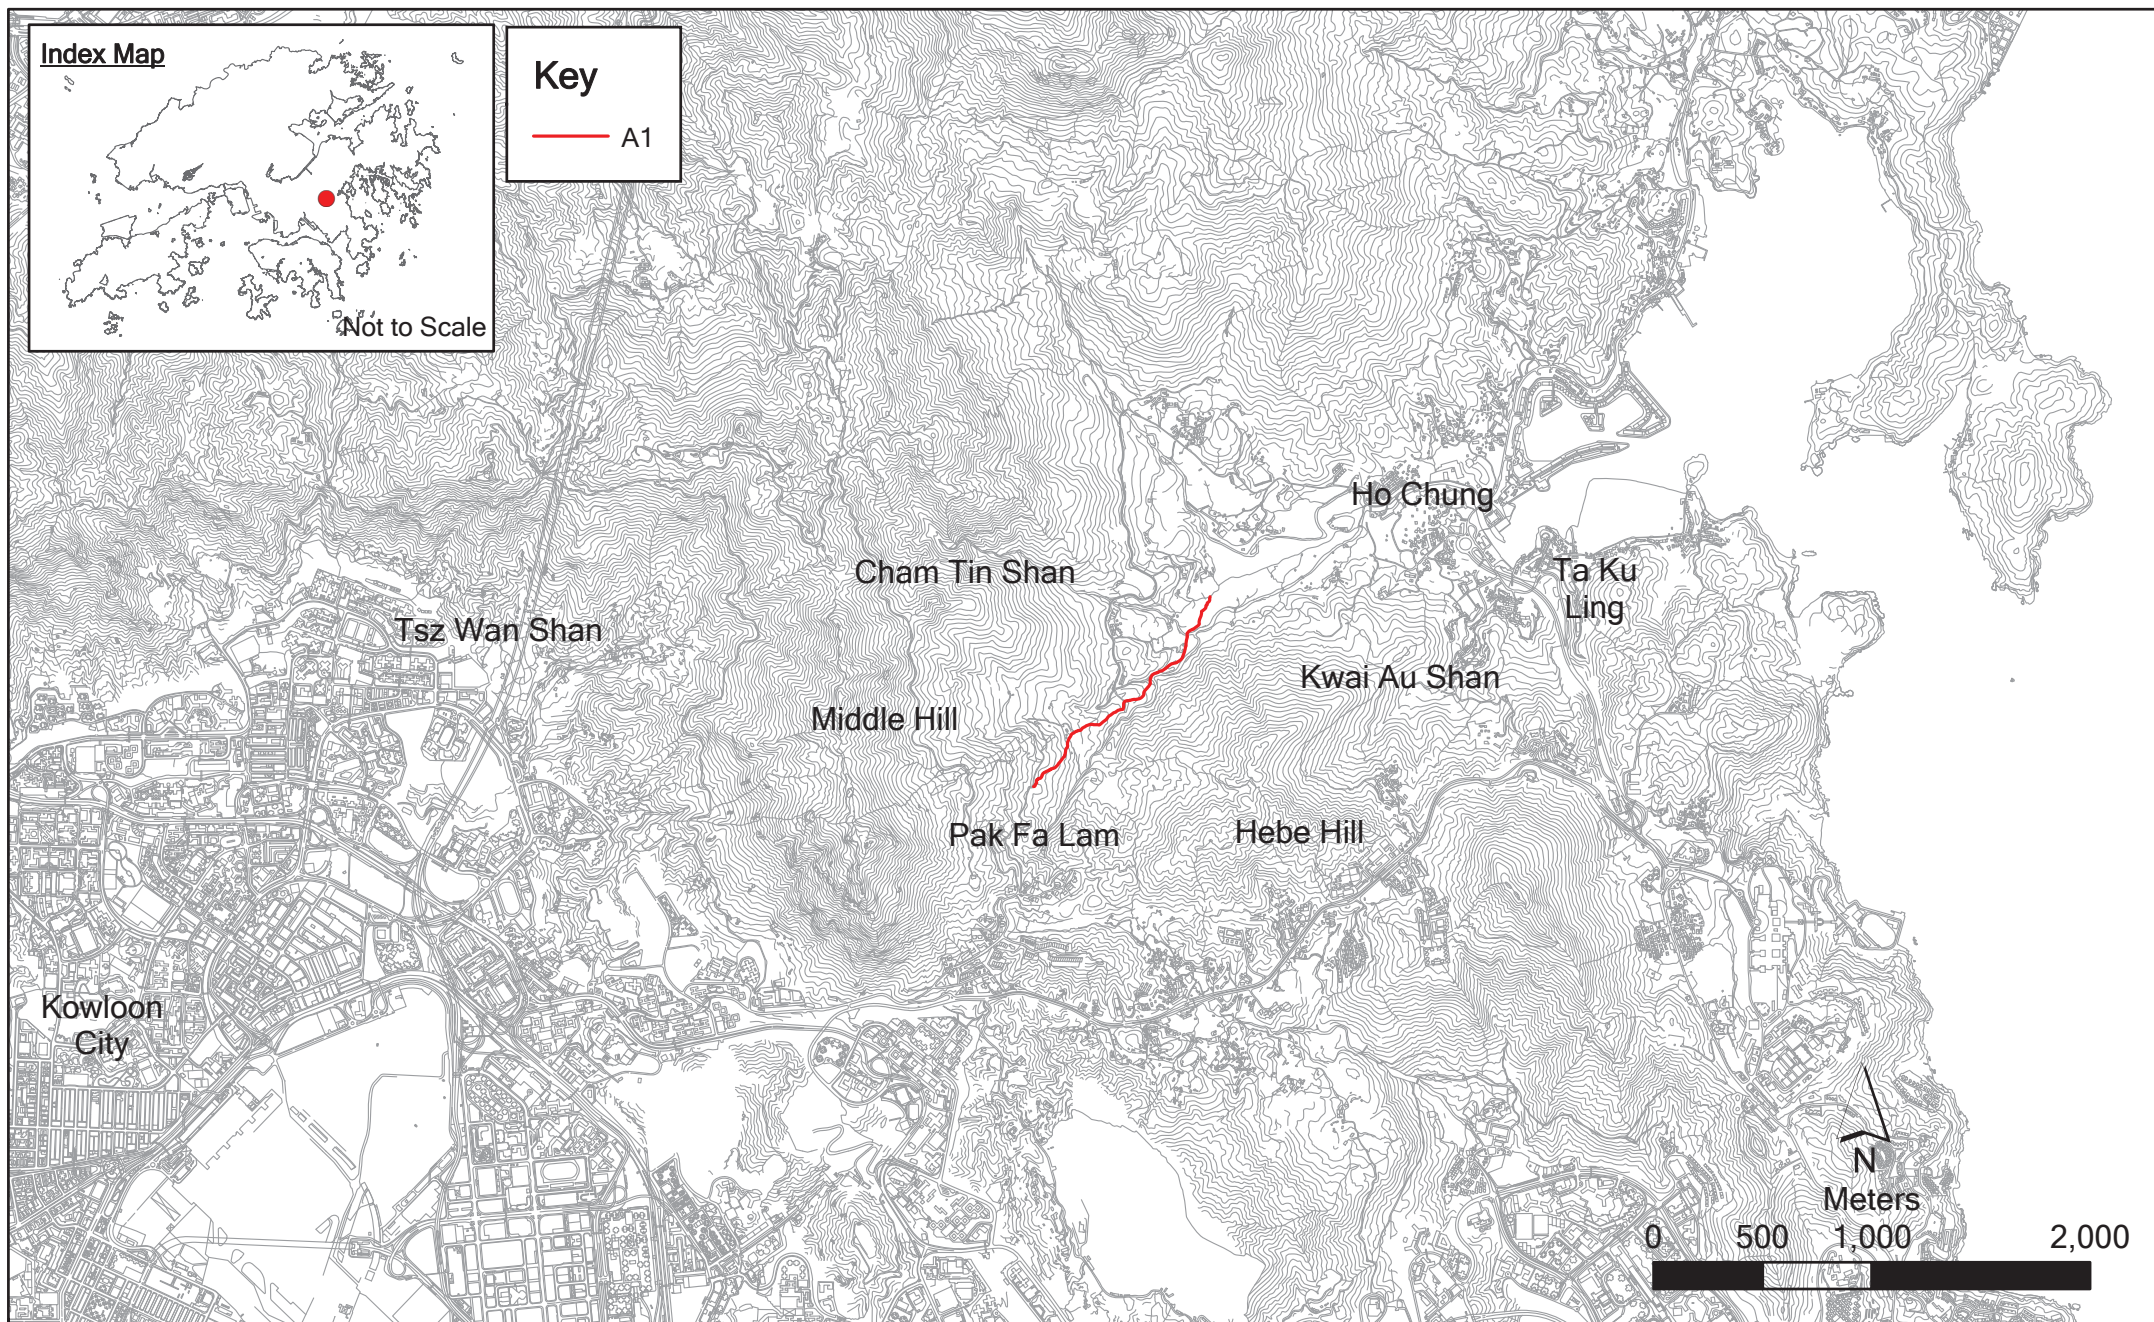 Index Map
Not to Scale
Key
A1
Ho Chung
Cham Tin Shan
Ta Ku
Ling
Tsz Wan Shan
Kwai Au Shan
Middle Hill
Pak Fa Lam
Hebe Hill
Kowloon
City
N
Meters
0 500 1,000 2,000